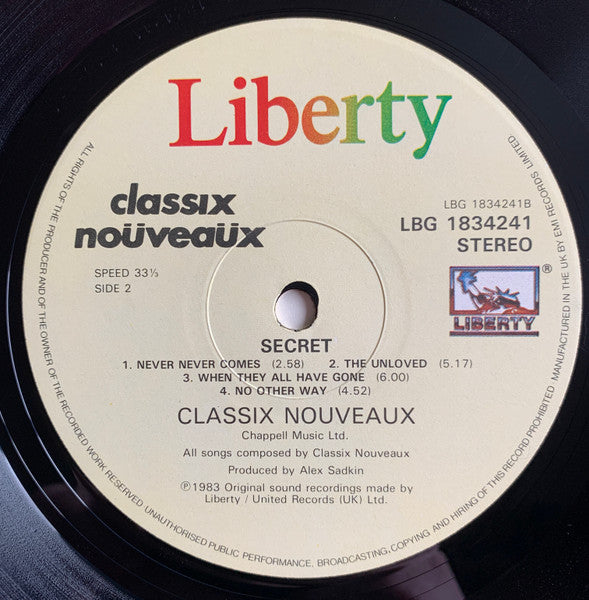 Liberty
classix
noüveaüx
LBG 1834241B
LBG 1834241
STEREO
SPEED 33⅓
SIDE 2
®
LIBERTY
SECRET
1. NEVER NEVER COMES (2.58) 2. THE UNLOVED (5.17)
3. WHEN THEY ALL HAVE GONE (6.00)
4. NO OTHER WAY (4.52)
CLASSIX NOUVEAUX
Chappell Music Ltd.
All songs composed by Classix Nouveaux
Produced by Alex Sadkin
℗1983 Original sound recordings made by
Liberty / United Records (UK) Ltd.
ALL RIGHTS OF THE PRODUCER AND OF THE OWNER OF THE RECORDED WORK RESERVED. UNAUTHORISED PUBLIC PERFORMANCE, BROADCASTING, COPYING AND HIRING OF THIS RECORD PROHIBITED. MANUFACTURED IN THE UK BY EMI RECORDS LIMITED.